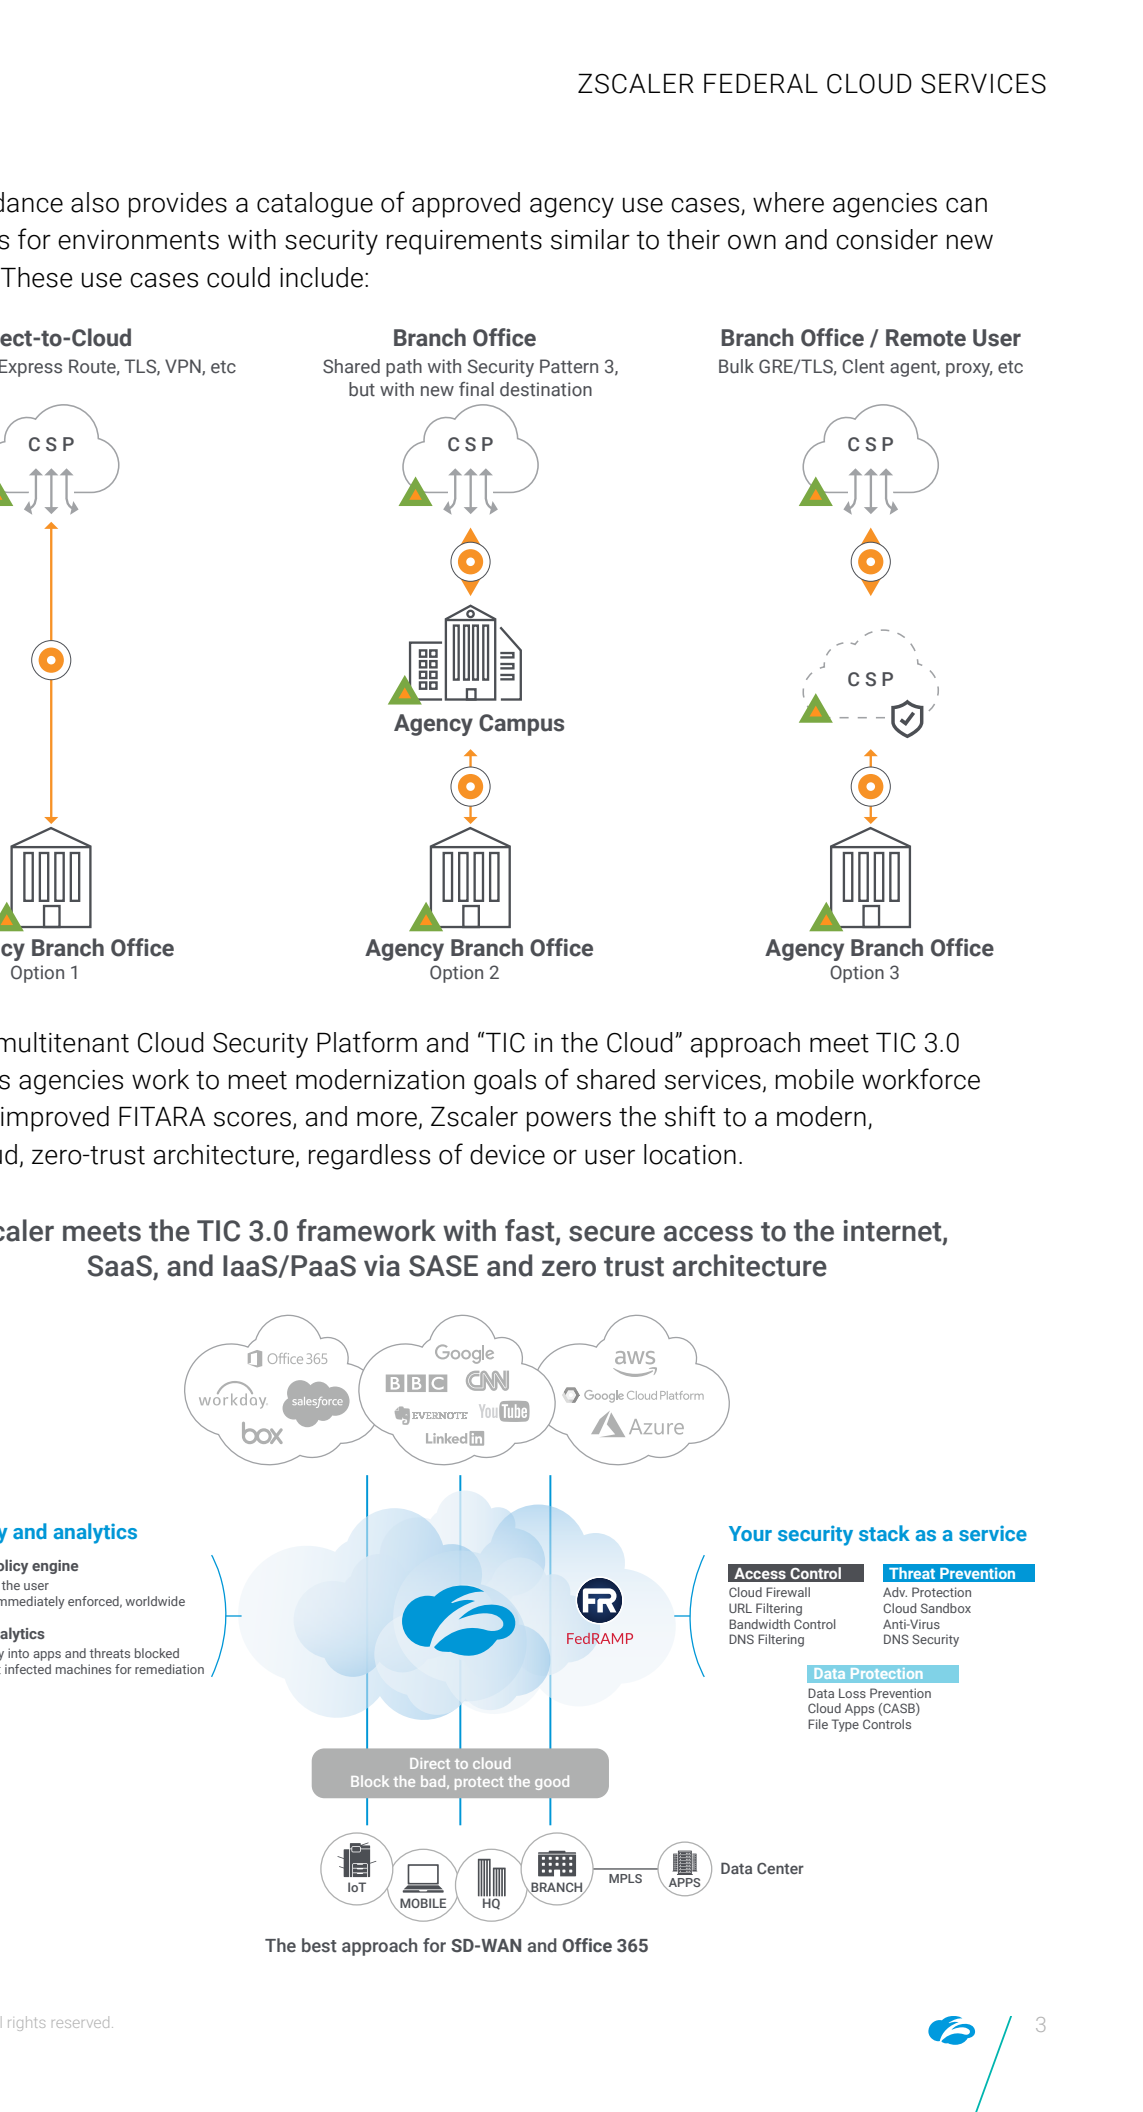 ZSCALER FEDERAL CLOUD SERVICES
dance also provides a catalogue of approved agency use cases, where agencies can
s for environments with security requirements similar to their own and consider new
These use cases could include:
ect-to-Cloud
Express Route, TLS, VPN, etc
CSP
cy Branch Office
Option 1
Branch Office
Shared path with Security Pattern 3,
but with new final destination
CSP
Agency Campus
Agency Branch Office
Option 2
Branch Office / Remote User
Bulk GRE/TLS, Clent agent, proxy, etc
CSP
CSP
Agency Branch Office
Option 3
multitenant Cloud Security Platform and “TIC in the Cloud” approach meet TIC 3.0
s agencies work to meet modernization goals of shared services, mobile workforce
improved FITARA scores, and more, Zscaler powers the shift to a modern,
ud, zero-trust architecture, regardless of device or user location.
caler meets the TIC 3.0 framework with fast, secure access to the internet,
SaaS, and IaaS/PaaS via SASE and zero trust architecture
Office 365
workday.
salesforce
box
Google
BBC
CNN
EVERNOTE
YouTube
Linked in
aws
Google Cloud Platform
Azure
y and analytics
olicy engine
the user
mmediately enforced, worldwide
alytics
y into apps and threats blocked
t infected machines for remediation
FR
FedRAMP
Your security stack as a service
Access Control
Cloud Firewall
URL Filtering
Bandwidth Control
DNS Filtering
Threat Prevention
Adv. Protection
Cloud Sandbox
Anti-Virus
DNS Security
Data Protection
Data Loss Prevention
Cloud Apps (CASB)
File Type Controls
Direct to cloud
Block the bad, protect the good
IoT
MOBILE
HQ
BRANCH
MPLS
APPS
Data Center
The best approach for SD-WAN and Office 365
l rights reserved.
3